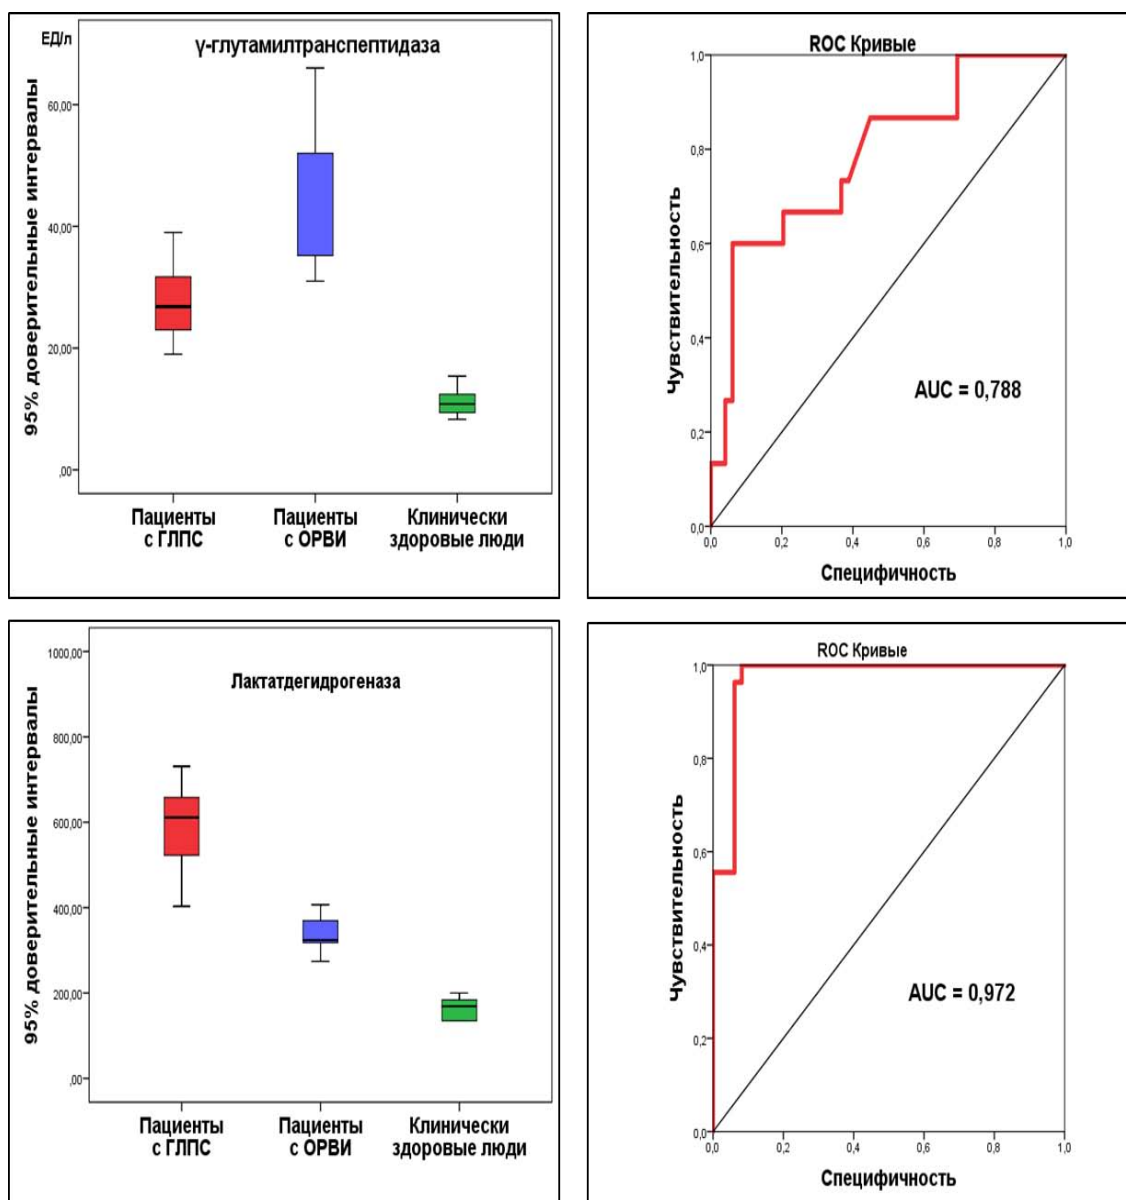 ЕД/л
γ-глутамилтранспептидаза
95% доверительные интервалы
60,00
40,00
20,00
,00
Пациенты
с ГЛПС
Пациенты
с ОРВИ
Клинически
здоровые люди
ROC Кривые
Чувствительность
1,0
0,8
0,6
0,4
0,2
0,0
AUC = 0,788
0,0 0,2 0,4 0,6 0,8 1,0
Специфичность
Лактатдегидрогеназа
95% доверительные интервалы
1000,00
800,00
600,00
400,00
200,00
,00
Пациенты
с ГЛПС
Пациенты
с ОРВИ
Клинически
здоровые люди
ROC Кривые
Чувствительность
1,0
0,8
0,6
0,4
0,2
1,0
AUC = 0,972
0,0 0,2 0,4 0,6 0,8 1,0
Специфичность